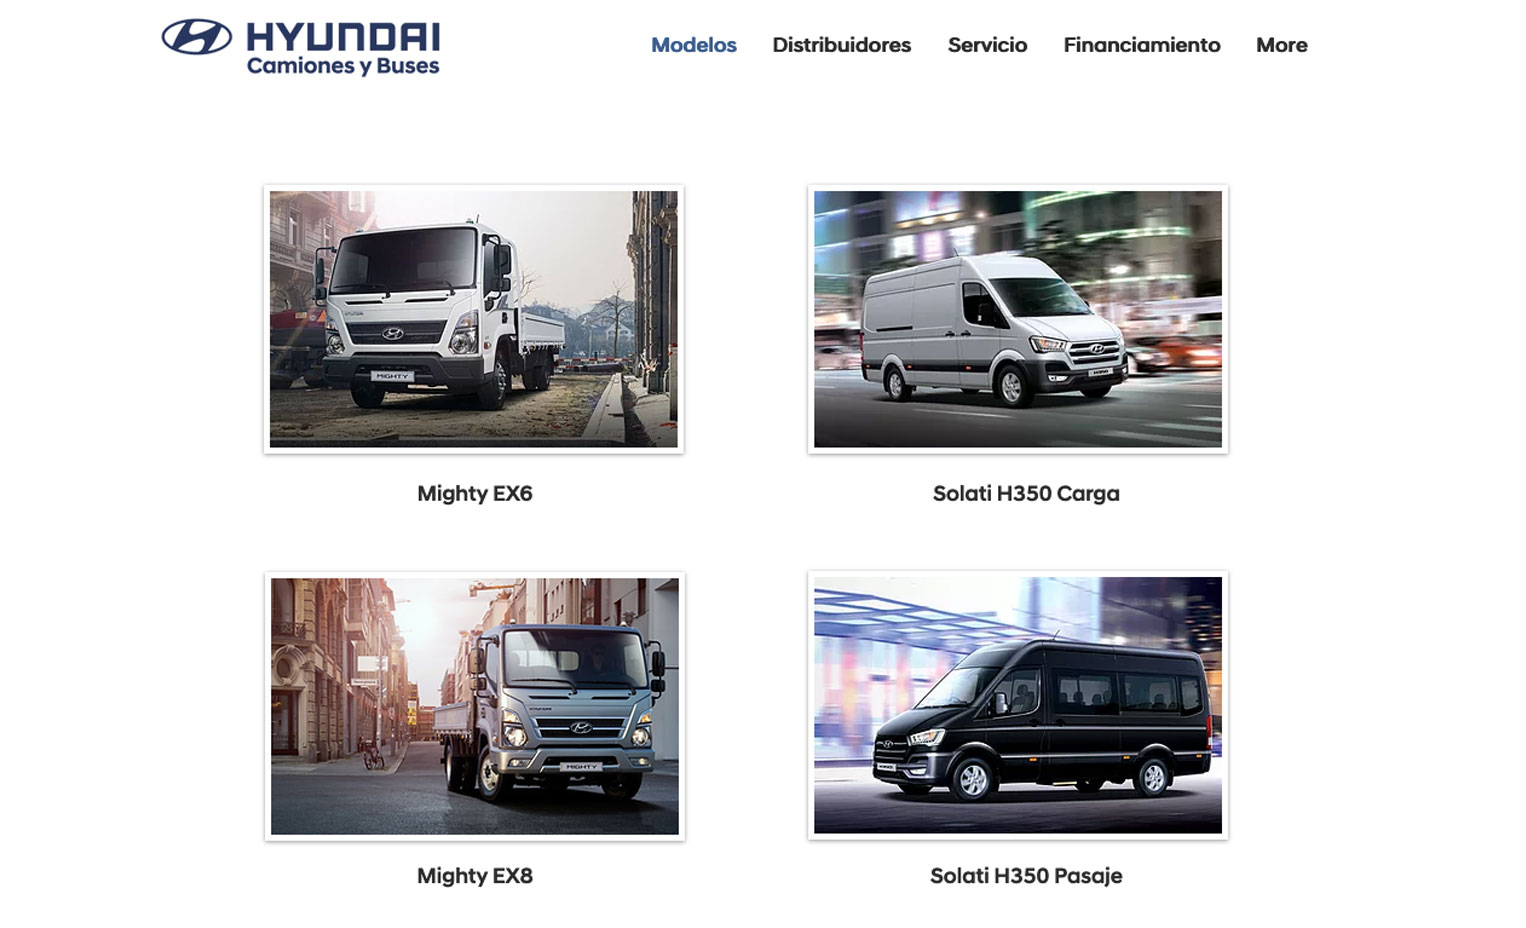 HYUNDAI
Camiones y Buses
Modelos Distribuidores Servicio Financiamiento More
HYUNDAI
MIGHTY
Mighty EX6
Solati H350 Carga
MIGHTY
Mighty EX8
Solati H350 Pasaje